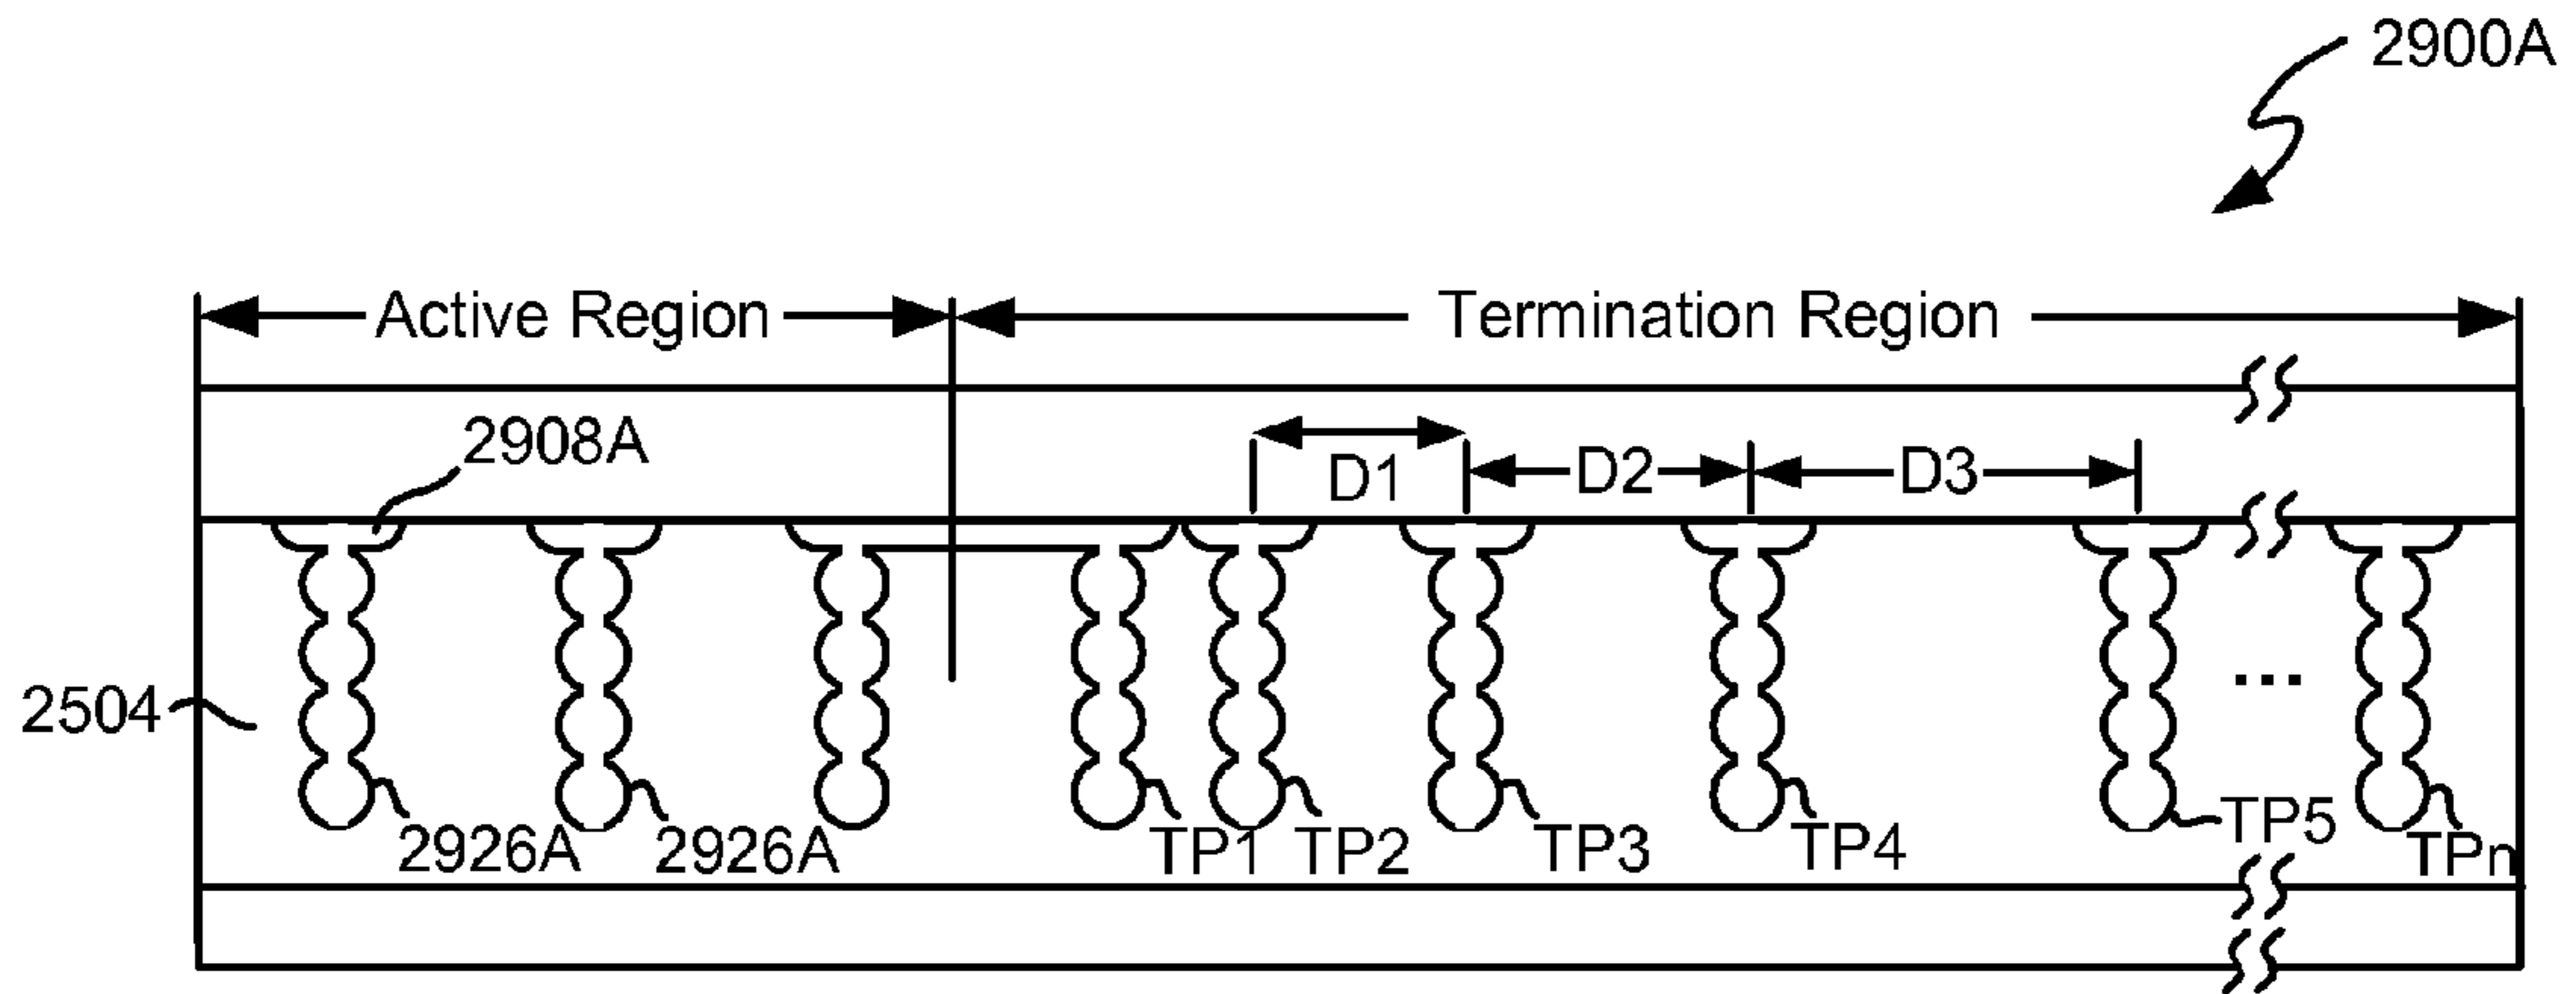 2900A
Active Region
Termination Region
2908A
D1
D2
D3
2504
2926A
2926A
TP1
TP2
TP3
TP4
TP5
...
TPn